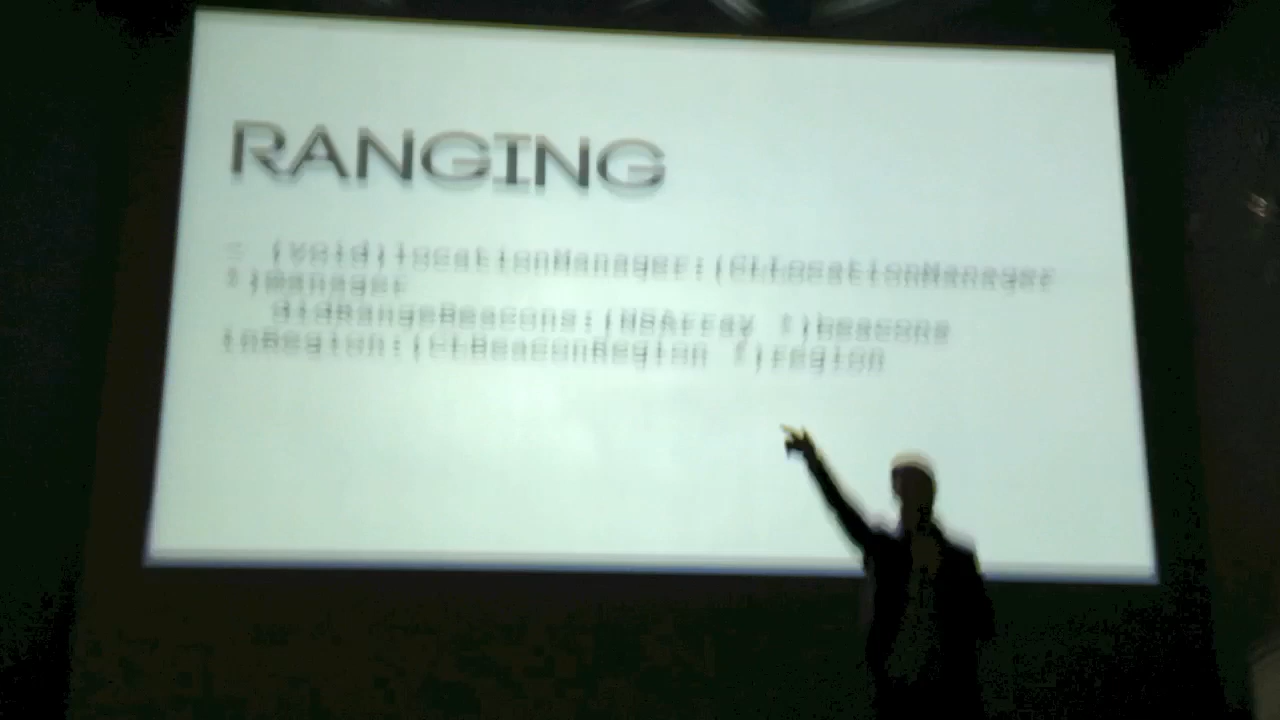 RANGING
- (void)locationManager:(CLLocationManager
*)manager
didRangeBeacons:(NSArray *)beacons
inRegion:(CLBeaconRegion *)region